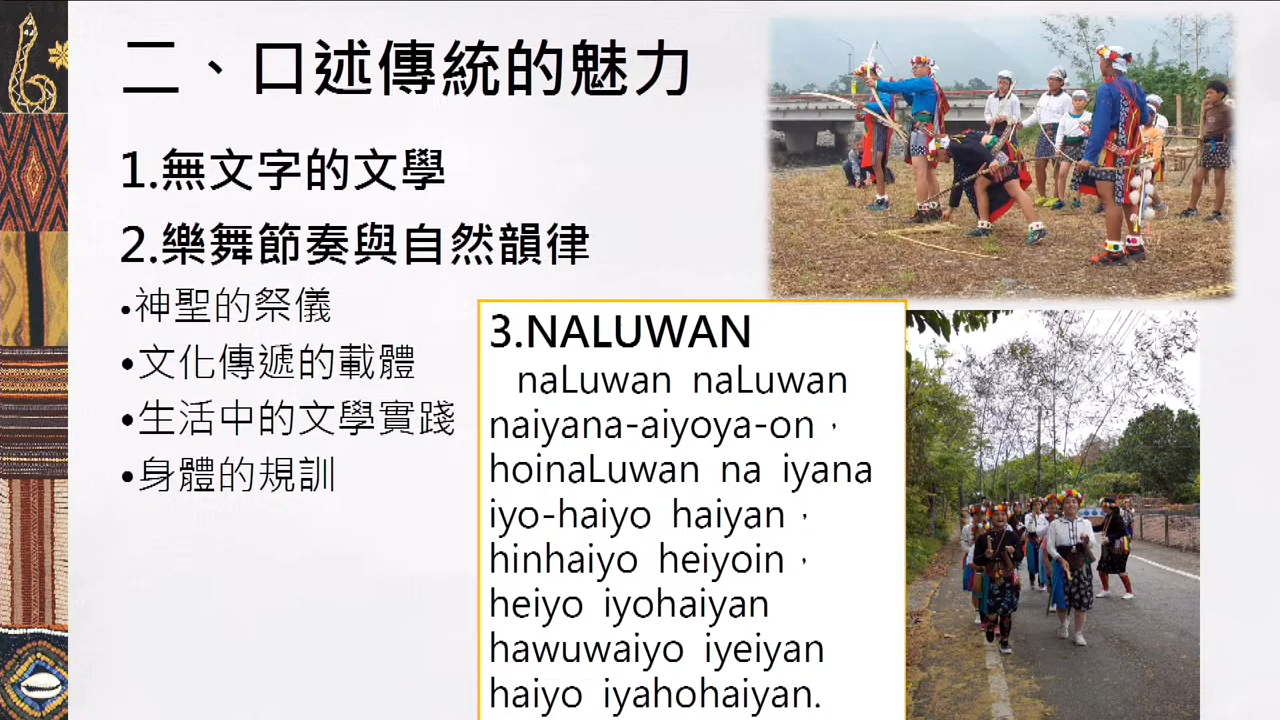 二、口述傳統的魅力
1.無文字的文學
2.樂舞節奏與自然韻律
•神聖的祭儀
•文化傳遞的載體
•生活中的文學實踐
•身體的規訓
3.NALUWAN
naLuwan naLuwan
naiyana-aiyoya-on，
hoinaLuwan na iyana
iyo-haiyo haiyan，
hinhaiyo heiyoin，
heiyo iyohaiyan
hawuwaiyo iyeiyan
haiyo iyahohaiyan.